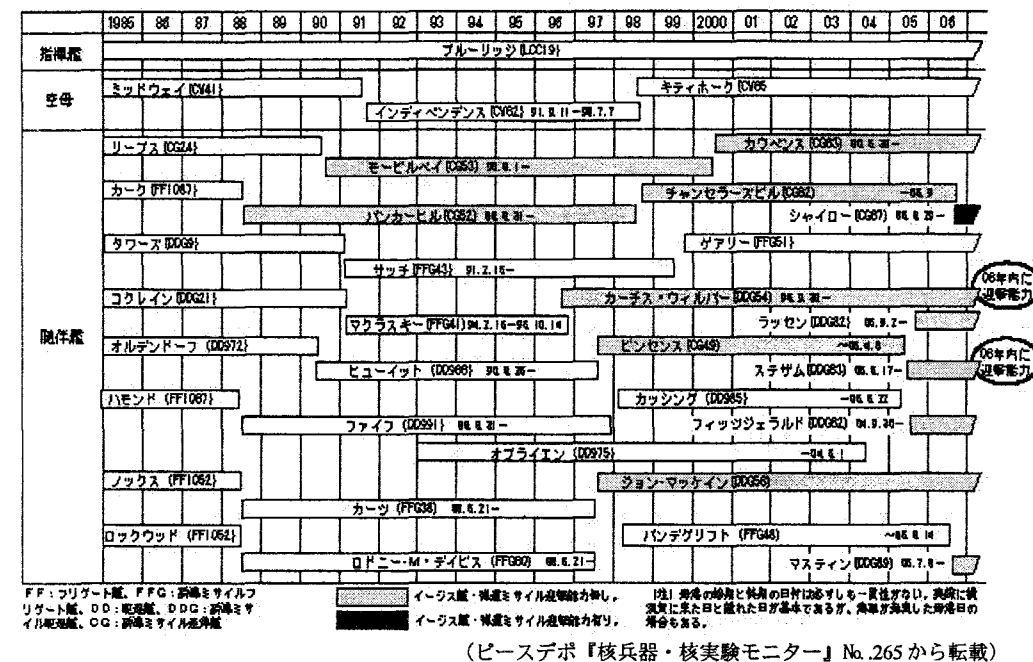 1985 86 87 88 89 90 91 92 93 94 95 96 97 98 99 2000 01 02 03 04 05 06
指揮艦
ブルーリッジ (LCC19)
空母
ミッドウェイ (CV41)
キティホーク (CV65
インディペンデンス (CV62) 91.9.11-98.7.7
随伴艦
リーブス (CG24)
カウペンス (CG63)
モービルベイ (CG53)
カーク (FF1087)
チャンセラーズビル (CG62)
バンカーヒル (CG52)
シャイロー (CG67)
タワーズ (DDG9)
ゲアリー (FFG51)
サッチ (FFG43) 91.2.15-
06年内に
迎撃能力
コクレイン (DDG21)
カーチス・ウィルバー (DDG54)
マクラスキー (FFG41)
ラッセン (DDG82)
オルデンドーフ (DD972)
ビンセンス (CG49)
06年内に
迎撃能力
ヒューイット (DD966)
ステザム (DDG63)
ハモンド (FF1067)
カッシング (DD985)
ファイフ (DD991)
フィッツジェラルド (DDG62)
オブライエン (DD975)
ノックス (FF1052)
ジョン・マッケイン (DDG56)
カーツ (FFG38)
ロックウッド (FF1052)
バンデグリフト (FFG48)
ロドニー・M・デイビス (FFG60)
マスティン (DDG89)
FF:フリゲート艦、FFG:誘導ミサイルフ
リゲート艦、DD:駆逐艦、DDG:誘導ミサ
イル駆逐艦、CG:誘導ミサイル巡洋艦
イージス艦・弾道ミサイル迎撃能力無し。
イージス艦・弾道ミサイル迎撃能力有り。
(ピースデポ『核兵器・核実験モニター』№.265 から転載)